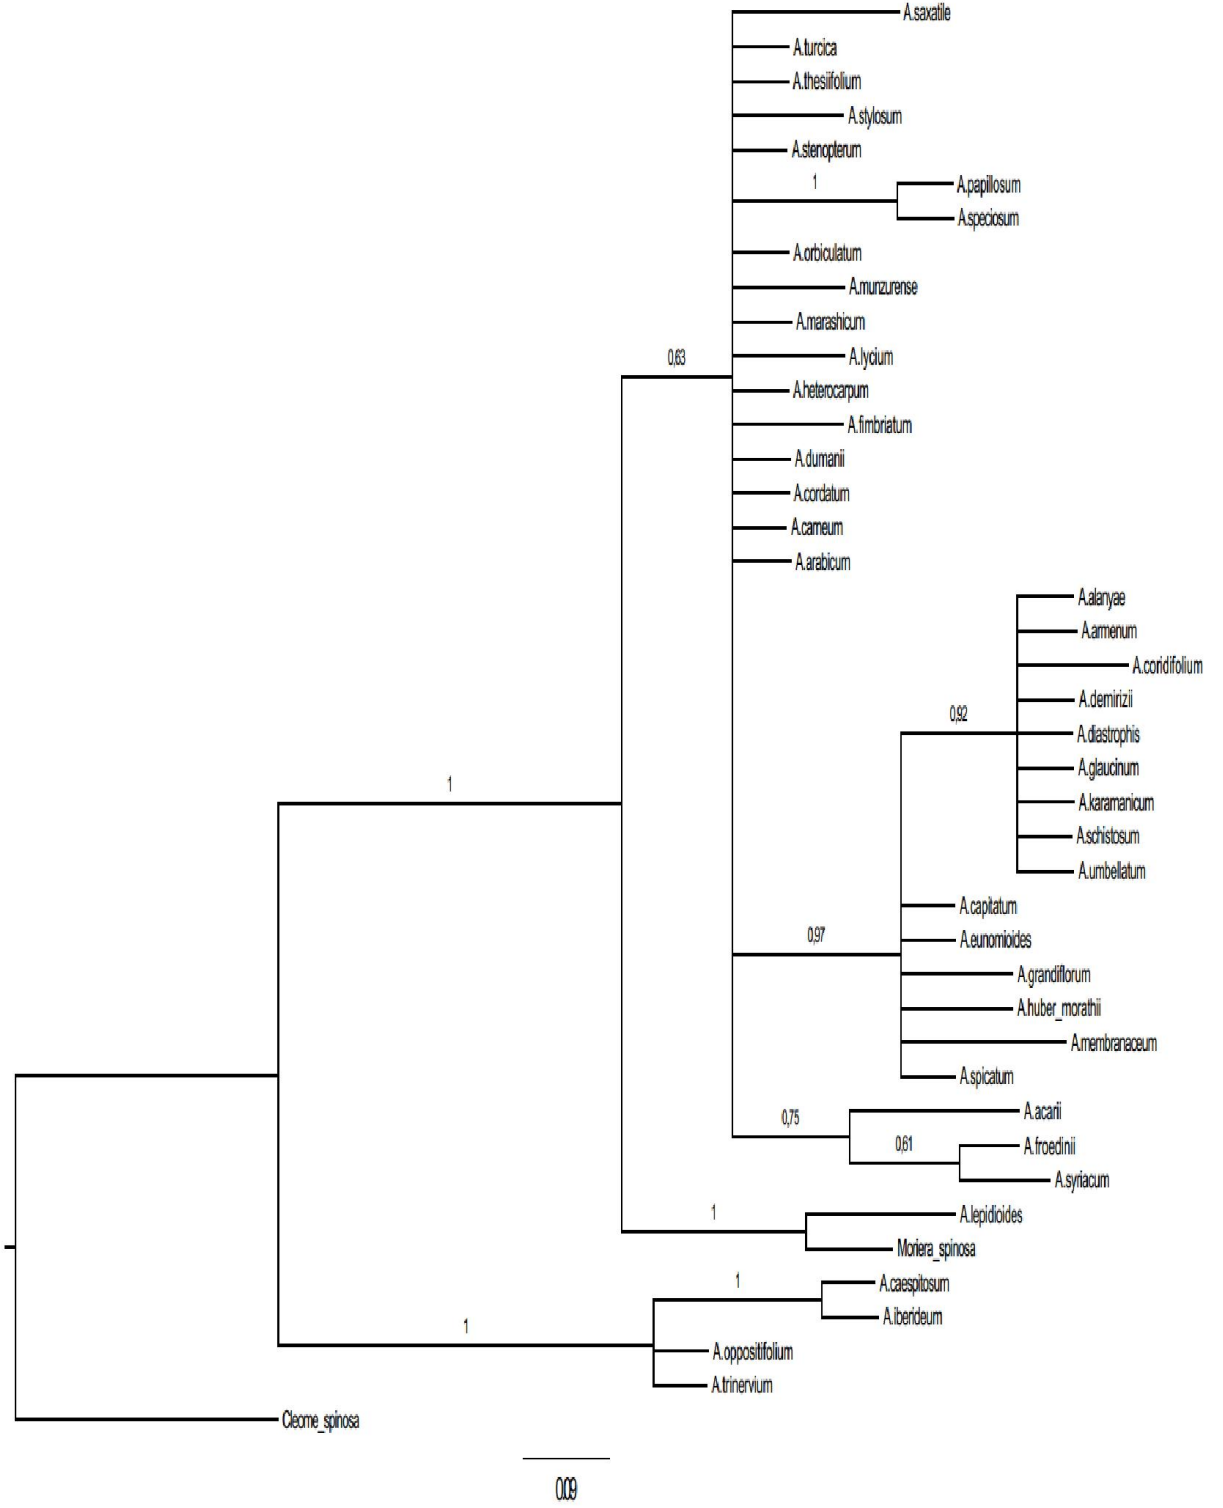 A.saxatile
A.turcica
A.thesiifolium
A.stylosum
A.stenopterum
1
A.papillosum
A.speciosum
A.orbiculatum
A.munzurense
A.marashicum
0,63
A.lycium
A.heterocarpum
A.fimbriatum
A.dumanii
A.cordatum
A.carneum
A.arabicum
A.alanyae
A.armenum
A.coridifolium
A.demirizii
0,92
A.diastrophis
A.glaucinum
1
A.karamanicum
A.schistosum
A.umbellatum
A.capitatum
0,97
A.eunomioides
A.grandiflorum
A.huber_morathii
A.membranaceum
A.spicatum
0,75
A.acarii
0,61
A.froedinii
A.syriacum
1
A.lepidioides
Moriera_spinosa
1
A.caespitosum
A.iberideum
1
A.oppositifolium
A.trinervium
Cleome_spinosa
0.09